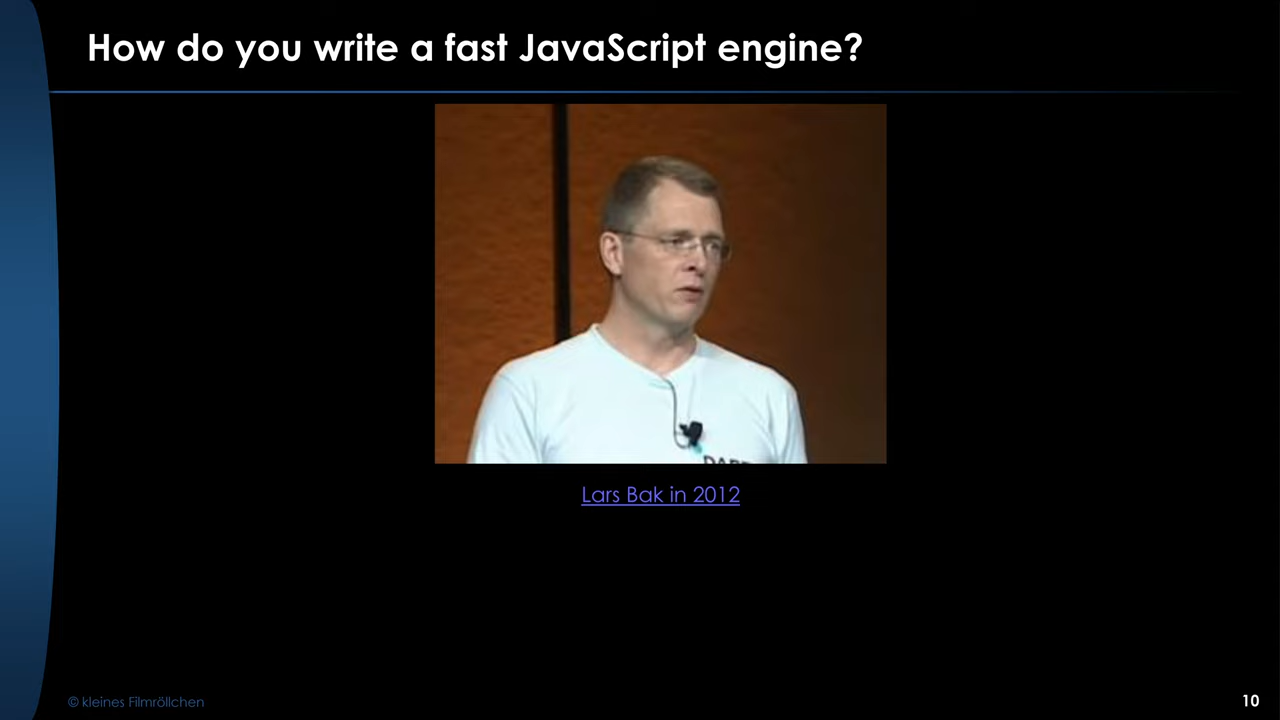 How do you write a fast JavaScript engine?
Lars Bak in 2012
© kleines Filmröllchen
10